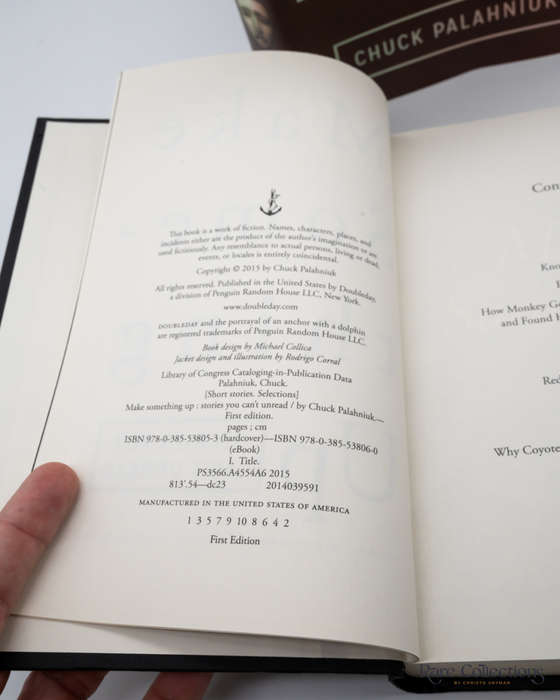 CHUCK PALAHNIUK
This book is a work of fiction. Names, characters, places, and
incidents either are the product of the author's imagination or are
used fictitiously. Any resemblance to actual persons, living or dead,
events, or locales is entirely coincidental.
Copyright © 2015 by Chuck Palahniuk
All rights reserved. Published in the United States by Doubleday,
a division of Penguin Random House LLC, New York.
www.doubleday.com
DOUBLEDAY and the portrayal of an anchor with a dolphin
are registered trademarks of Penguin Random House LLC.
Book design by Michael Collica
Jacket design and illustration by Rodrigo Corral
Library of Congress Cataloging-in-Publication Data
Palahniuk, Chuck.
[Short stories. Selections]
Make something up : stories you can't unread / by Chuck Palahniuk.—
First edition.
pages ; cm
ISBN 978-0-385-53805-3 (hardcover)—ISBN 978-0-385-53806-0
(eBook)
I. Title.
PS3566.A4554A6 2015
813'.54—dc23 2014039591
MANUFACTURED IN THE UNITED STATES OF AMERICA
1 3 5 7 9 10 8 6 4 2
First Edition
Con
Kno
How Monkey Go
and Found H
Red
Why Coyote
Rare Collections
BY CHRISTO SNYMAN